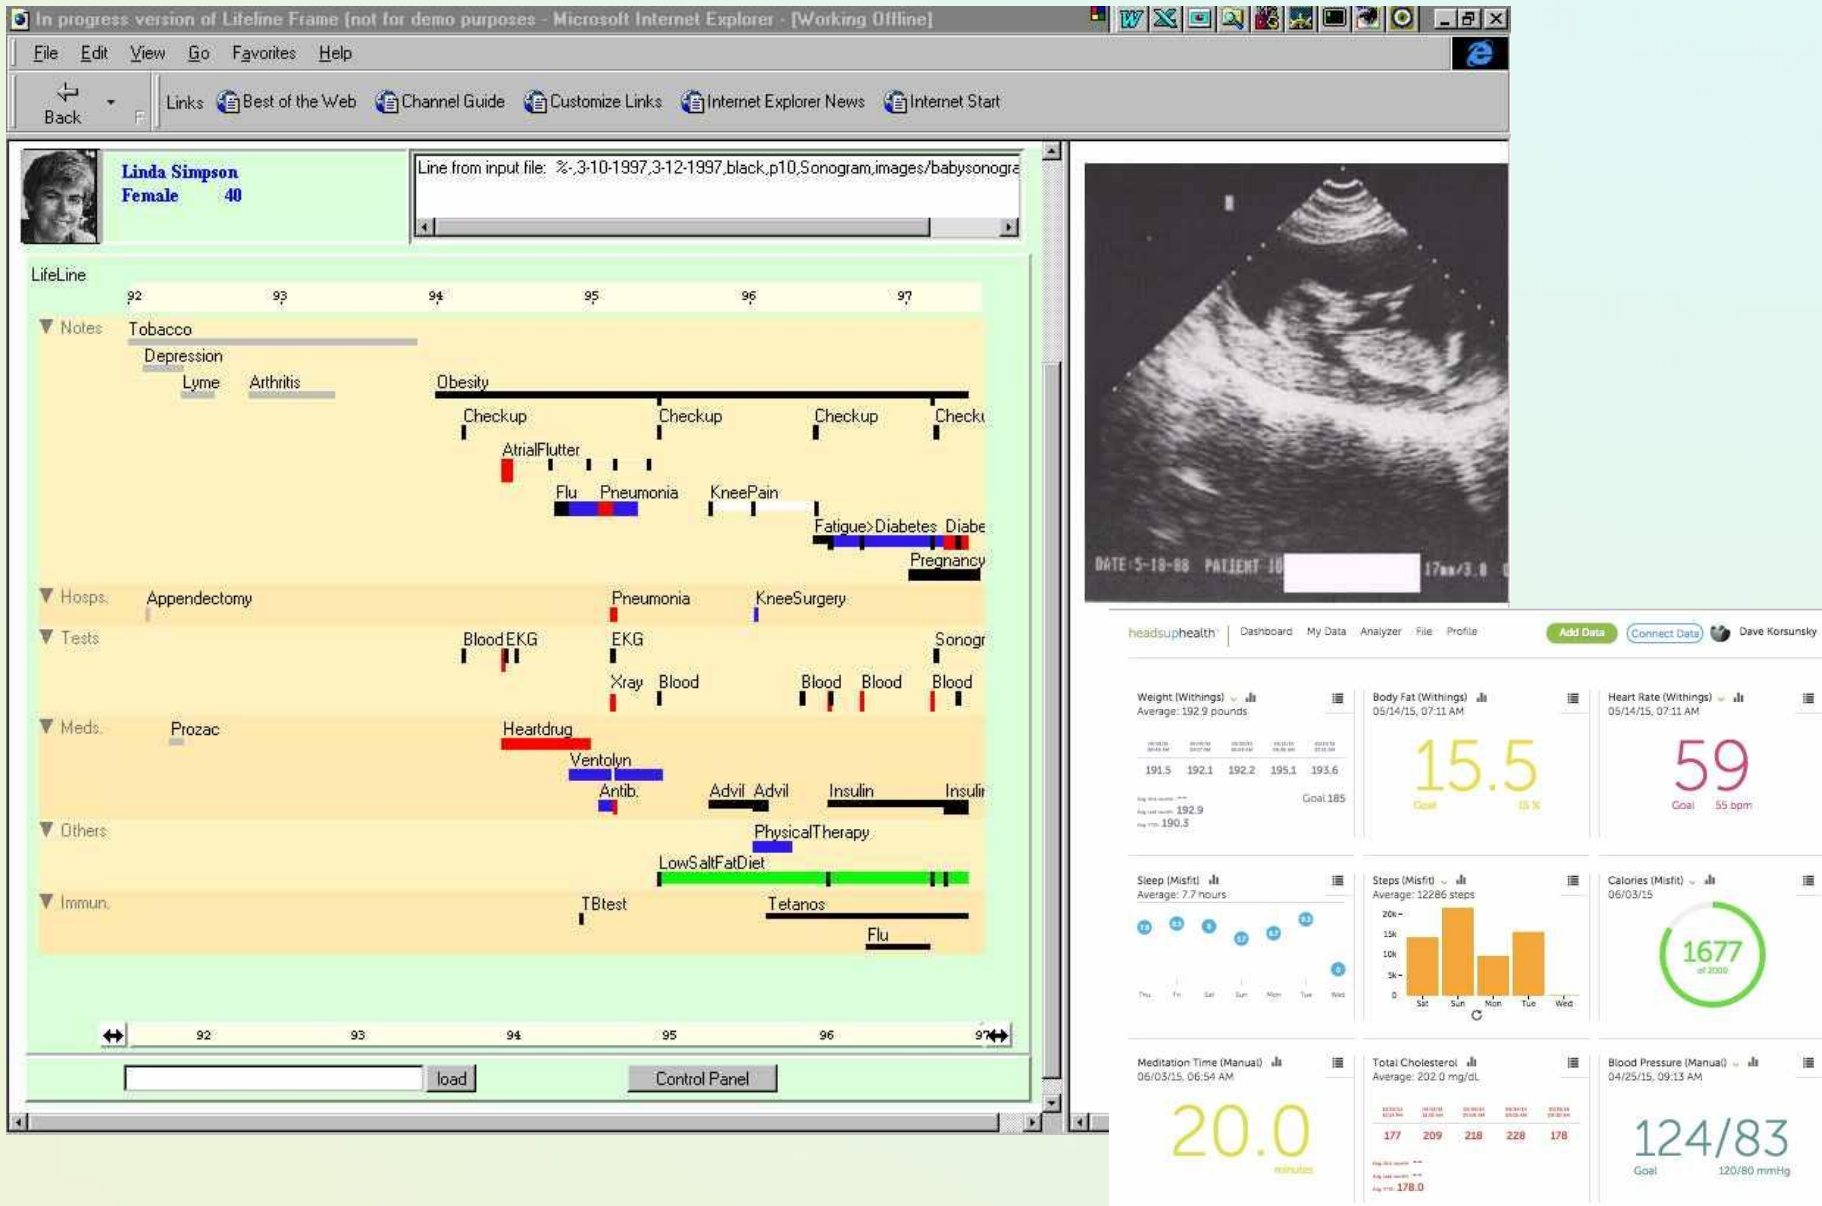 In progress version of Lifeline Frame (not for demo purposes - Microsoft Internet Explorer - [Working Offline]
File Edit View Go Favorites Help
Back
Links Best of the Web Channel Guide Customize Links Internet Explorer News Internet Start
Linda Simpson
Female 40
Line from input file: %-,3-10-1997,3-12-1997,black,p10,Sonogram,images/babysonogra
LifeLine
92 93 94 95 96 97
Notes Tobacco
Depression
Lyme Arthritis Obesity
Checkup Checkup Checkup Checku
AtrialFlutter
Flu Pneumonia KneePain
Fatigue>Diabetes Diabe
Pregnancy
Hosps. Appendectomy Pneumonia KneeSurgery
Tests Blood EKG EKG Sonogr
Xray Blood Blood Blood Blood
Meds. Prozac Heartdrug
Ventolyn
Antib. Advil Advil Insulin Insulin
Others PhysicalTherapy
LowSaltFatDiet
Immun. TBtest Tetanos
Flu
92 93 94 95 96 97
load Control Panel
DATE:5-18-88 PATIENT ID 17mm/3.8
headsuphealth Dashboard My Data Analyzer File Profile Add Data Connect Data Dave Korsunsky
Weight (Withings)
Average: 192.9 pounds
191.5 192.1 192.2 195.1 193.6
Goal 185
192.9
190.3
Body Fat (Withings)
05/14/15, 07:11 AM
15.5
Goal 15 %
Heart Rate (Withings)
05/14/15, 07:11 AM
59
Goal 55 bpm
Sleep (Misfit)
Average: 7.7 hours
Thu Fri Sat Sun Mon Tue Wed
Steps (Misfit)
Average: 12286 steps
20k
15k
10k
5k
0
Sat Sun Mon Tue Wed
Calories (Misfit)
06/03/15
1677
of 2000
Meditation Time (Manual)
06/03/15, 06:54 AM
20.0
minutes
Total Cholesterol
Average: 202.0 mg/dL
177 209 218 228 178
178.0
Blood Pressure (Manual)
04/25/15, 09:13 AM
124/83
Goal 120/80 mmHg